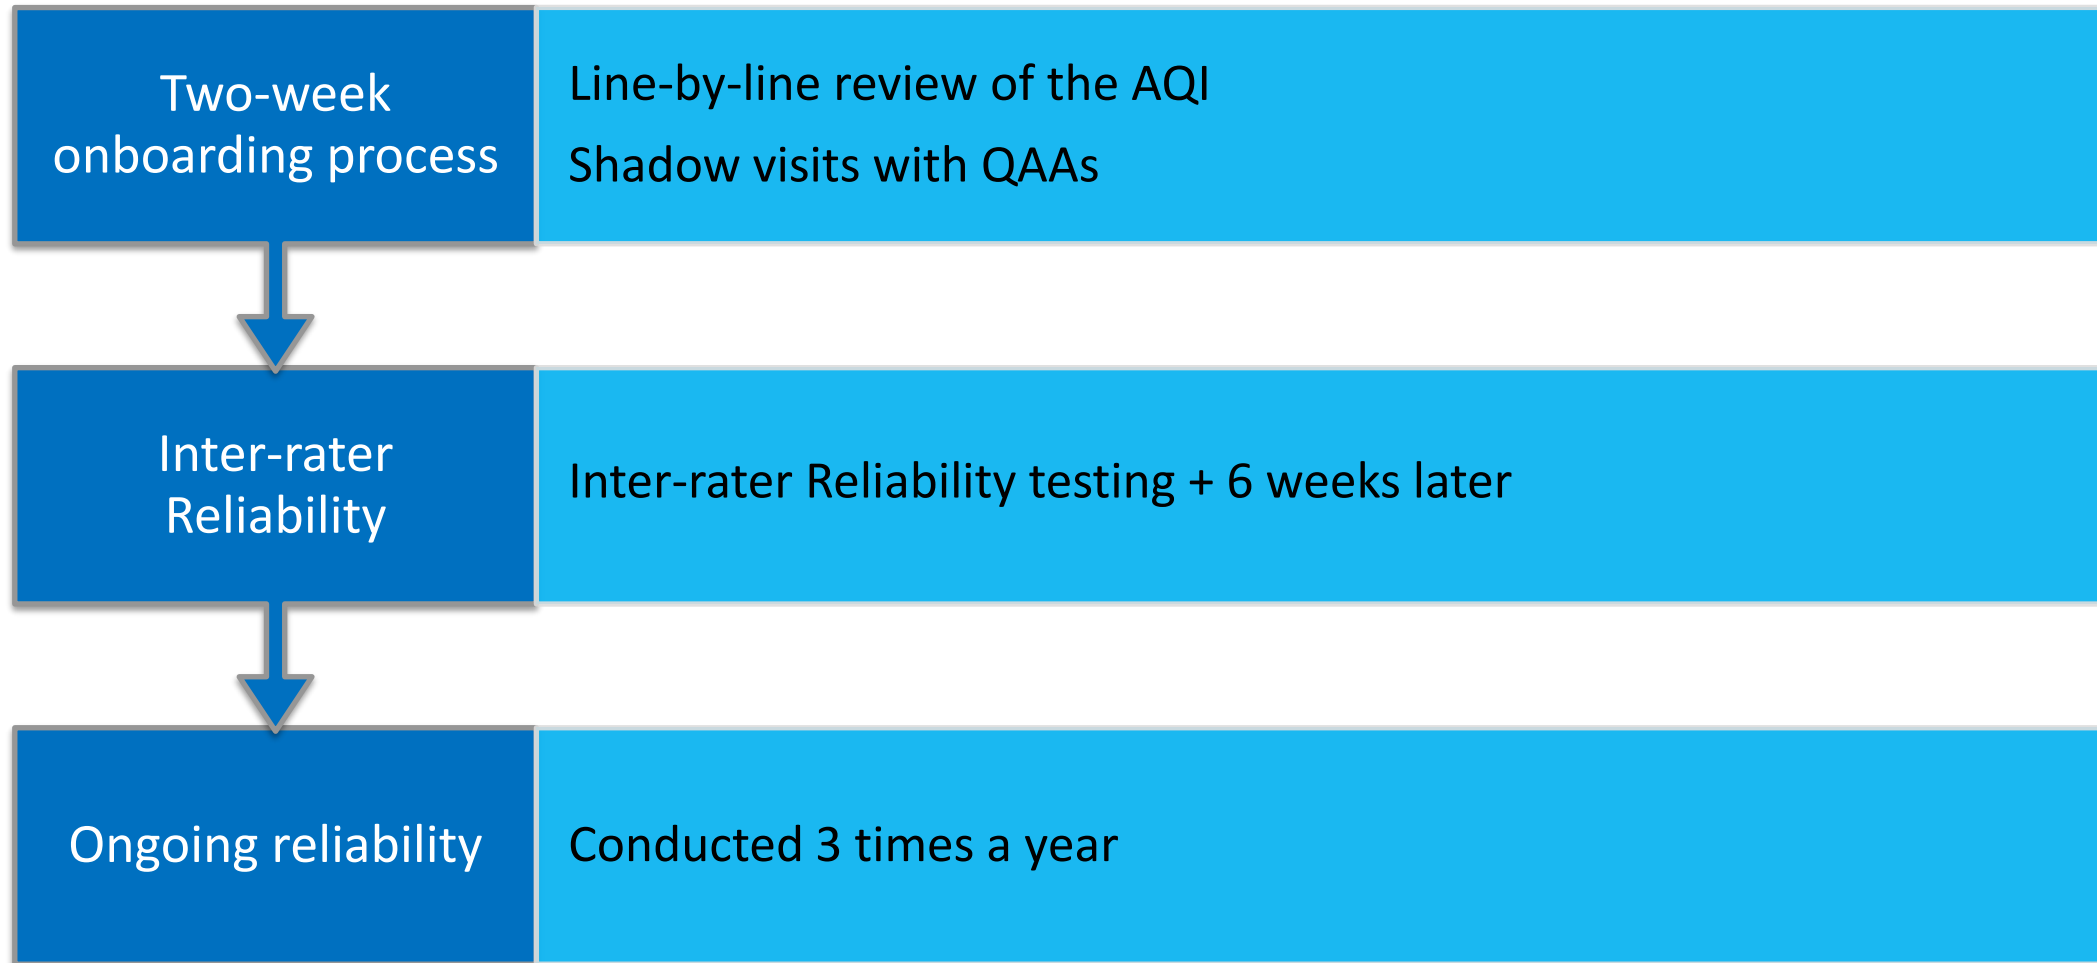 Two-week
onboarding process
Line-by-line review of the AQI
Shadow visits with QAAs
Inter-rater
Reliability
Inter-rater Reliability testing + 6 weeks later
Ongoing reliability
Conducted 3 times a year